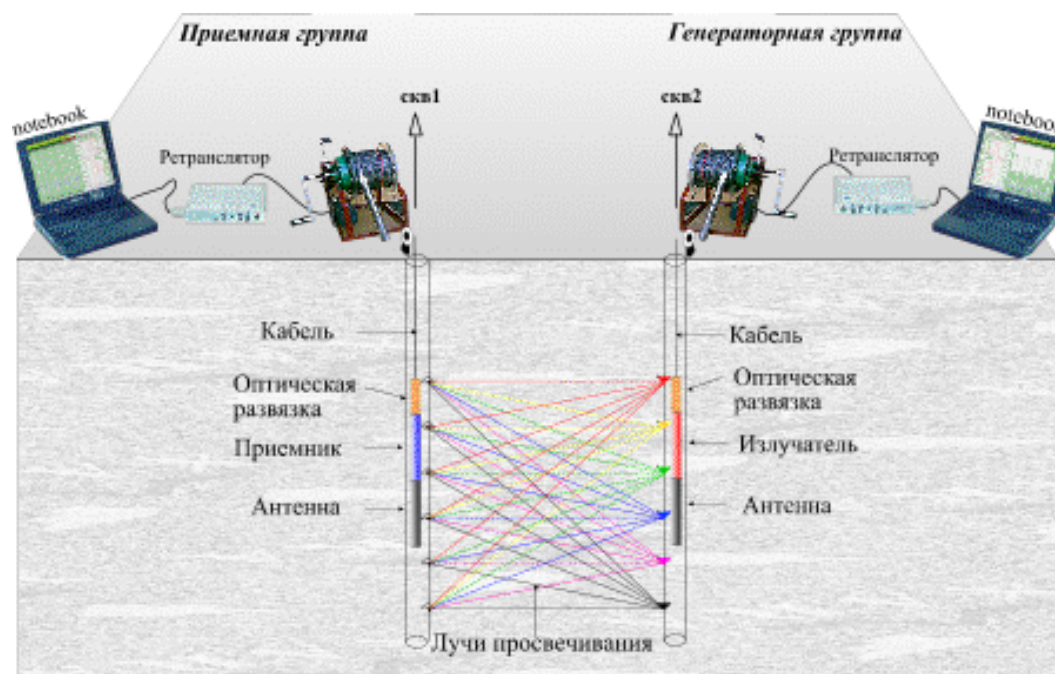 Приемная группа
Генераторная группа
скв1
скв2
notebook
notebook
Ретранслятор
Ретранслятор
Кабель
Кабель
Оптическая
развязка
Оптическая
развязка
Приемник
Излучатель
Антенна
Антенна
Лучи просвечивания